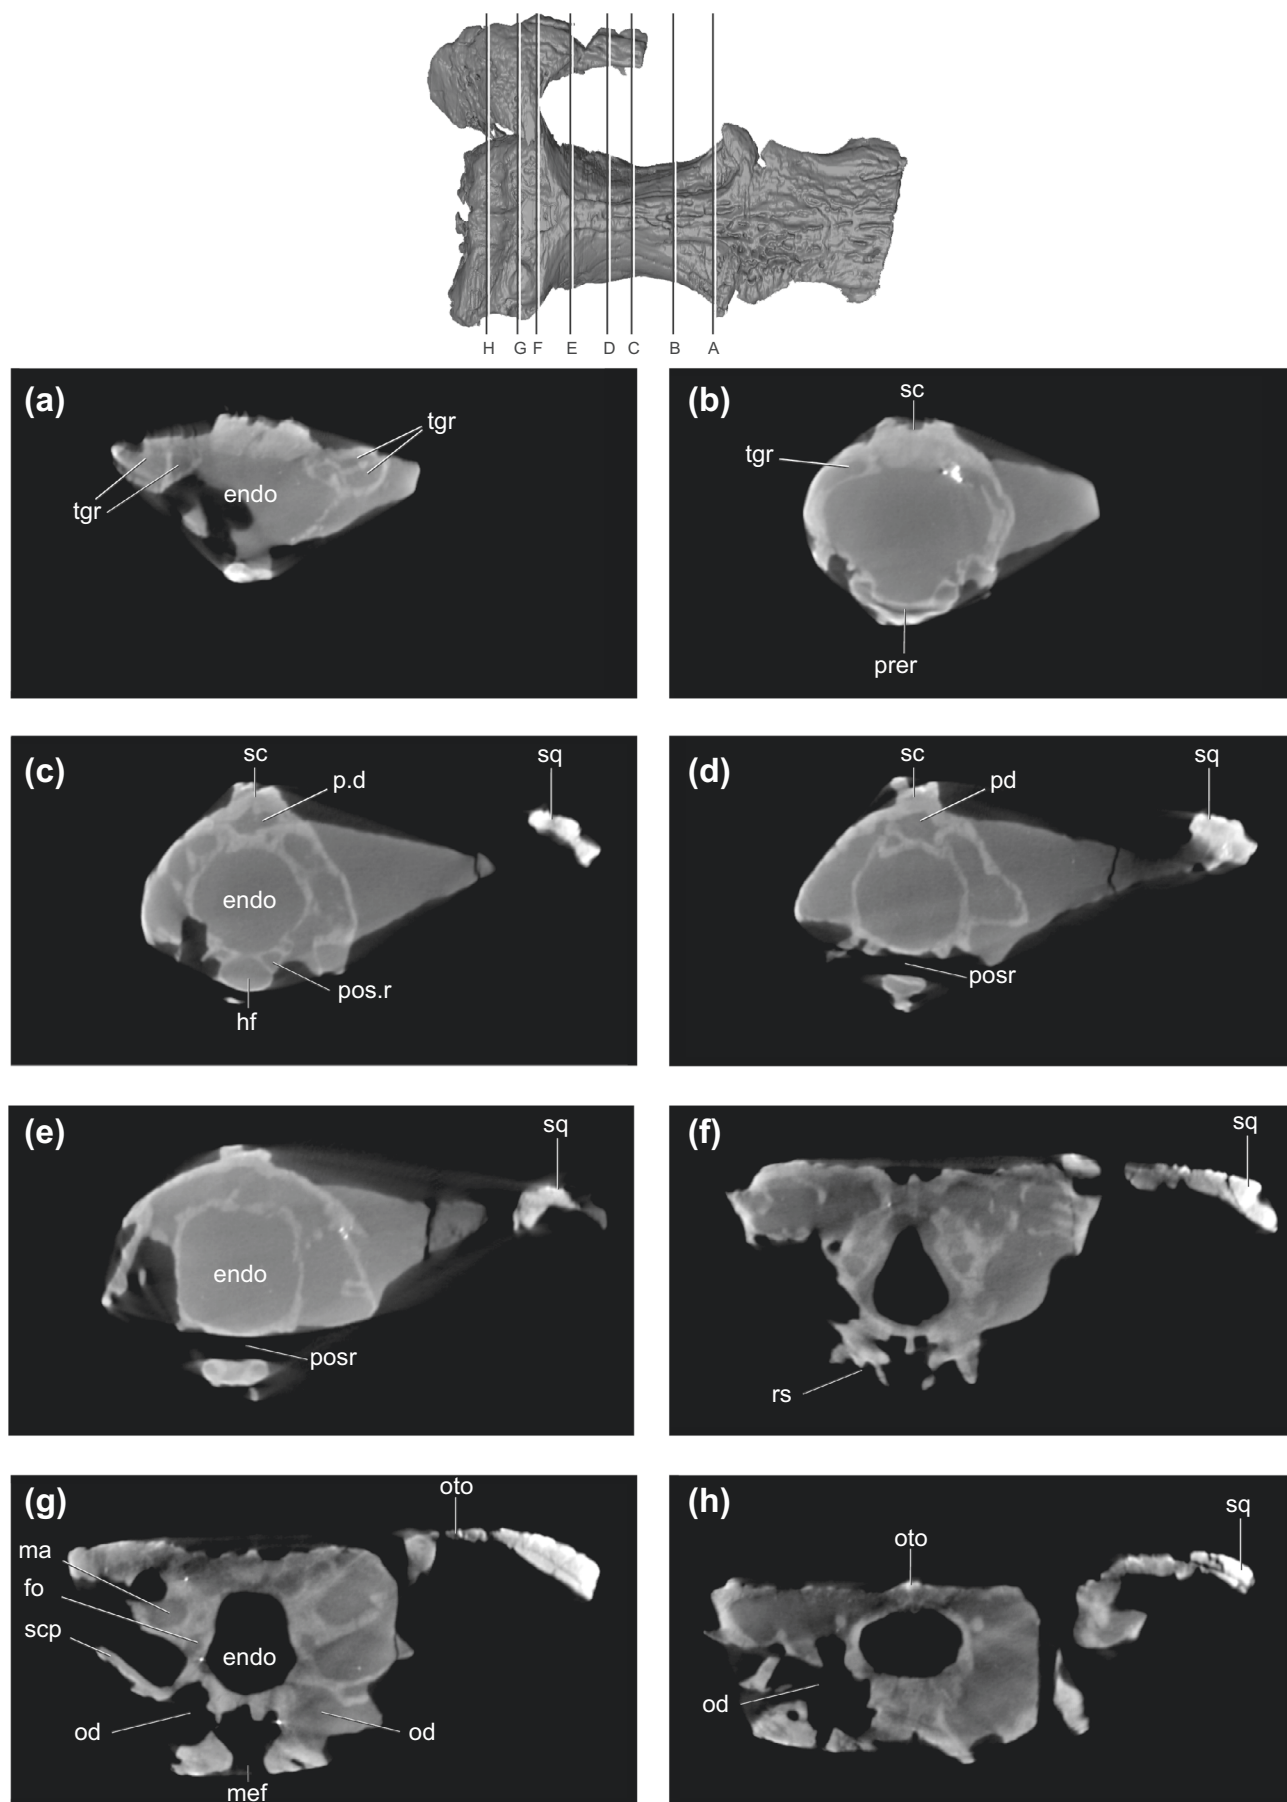 H G F E D C B A
(a)
tgr
endo
tgr
(b)
sc
tgr
prer
(c)
sc
p.d
sq
endo
pos.r
hf
(d)
sc
pd
sq
posr
(e)
sq
endo
posr
(f)
sq
rs
(g)
oto
ma
fo
scp
endo
od
od
mef
(h)
sq
oto
od